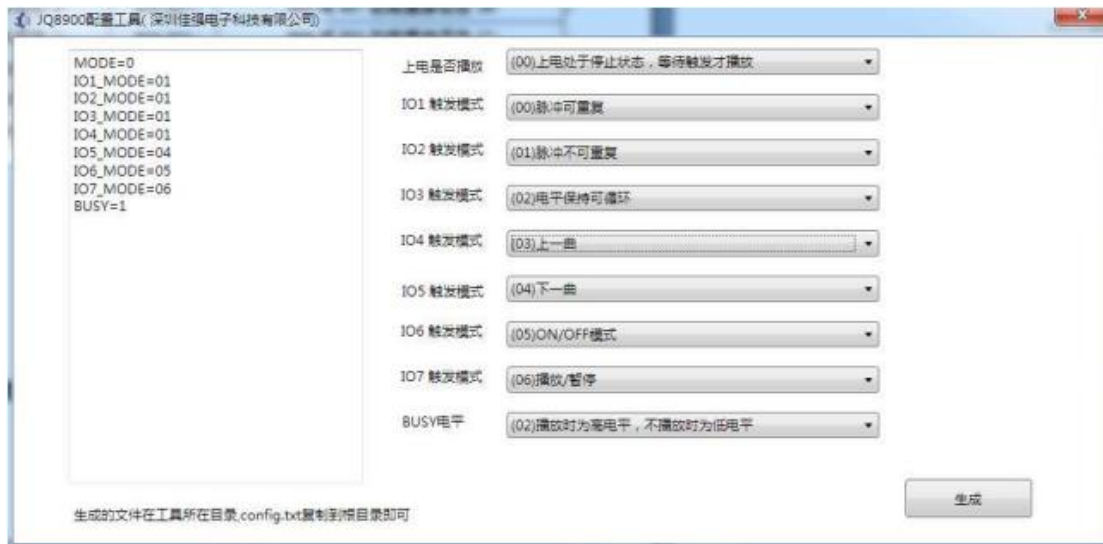 JQ8900配置工具(深圳佳强电子科技有限公司)
MODE=0
IO1_MODE=01
IO2_MODE=01
IO3_MODE=01
IO4_MODE=01
IO5_MODE=04
IO6_MODE=05
IO7_MODE=06
BUSY=1
上电是否播放
(00)上电处于停止状态，等待触发才播放
IO1 触发模式
(00)脉冲可重复
IO2 触发模式
(01)脉冲不可重复
IO3 触发模式
(02)电平保持可循环
IO4 触发模式
(03)上一曲
IO5 触发模式
(04)下一曲
IO6 触发模式
(05)ON/OFF模式
IO7 触发模式
(06)播放/暂停
BUSY电平
(02)播放时为高电平，不播放时为低电平
生成
生成的文件在工具所在目录,config.txt复制到根目录即可